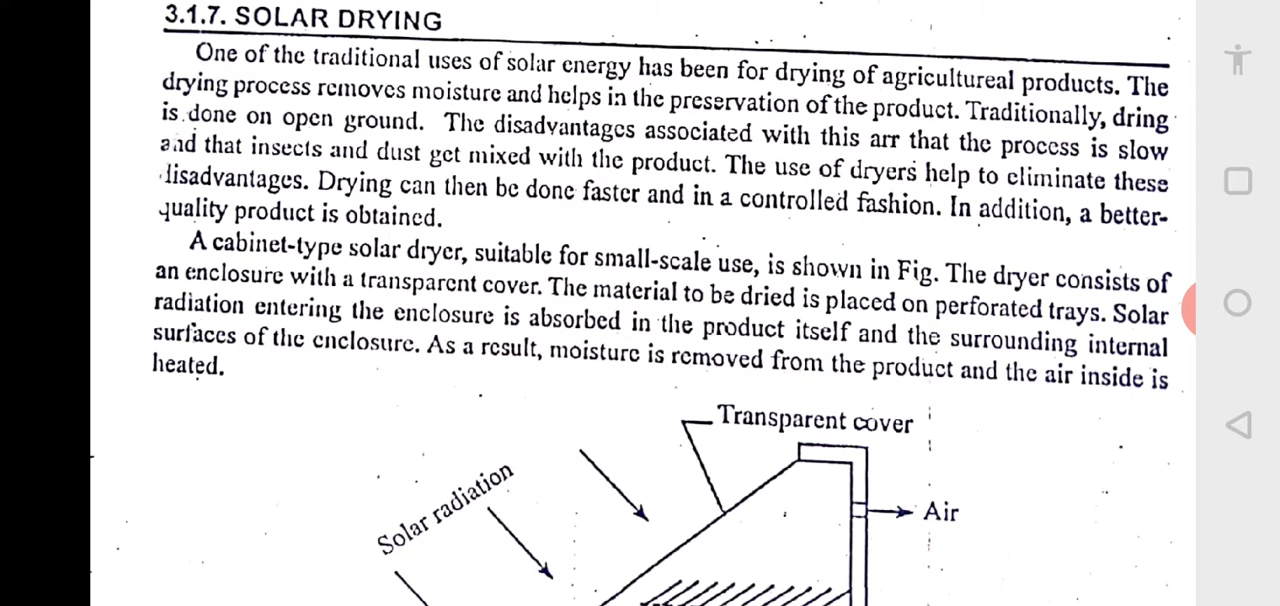 3.1.7. SOLAR DRYING
One of the traditional uses of solar energy has been for drying of agricultureal products. The
drying process removes moisture and helps in the preservation of the product. Traditionally, dring
is done on open ground. The disadvantages associated with this arr that the process is slow
and that insects and dust get mixed with the product. The use of dryers help to eliminate these
disadvantages. Drying can then be done faster and in a controlled fashion. In addition, a better-
quality product is obtained.
A cabinet-type solar dryer, suitable for small-scale use, is shown in Fig. The dryer consists of
an enclosure with a transparent cover. The material to be dried is placed on perforated trays. Solar
radiation entering the enclosure is absorbed in the product itself and the surrounding internal
surfaces of the enclosure. As a result, moisture is removed from the product and the air inside is
heated.
Transparent cover
Solar radiation
Air